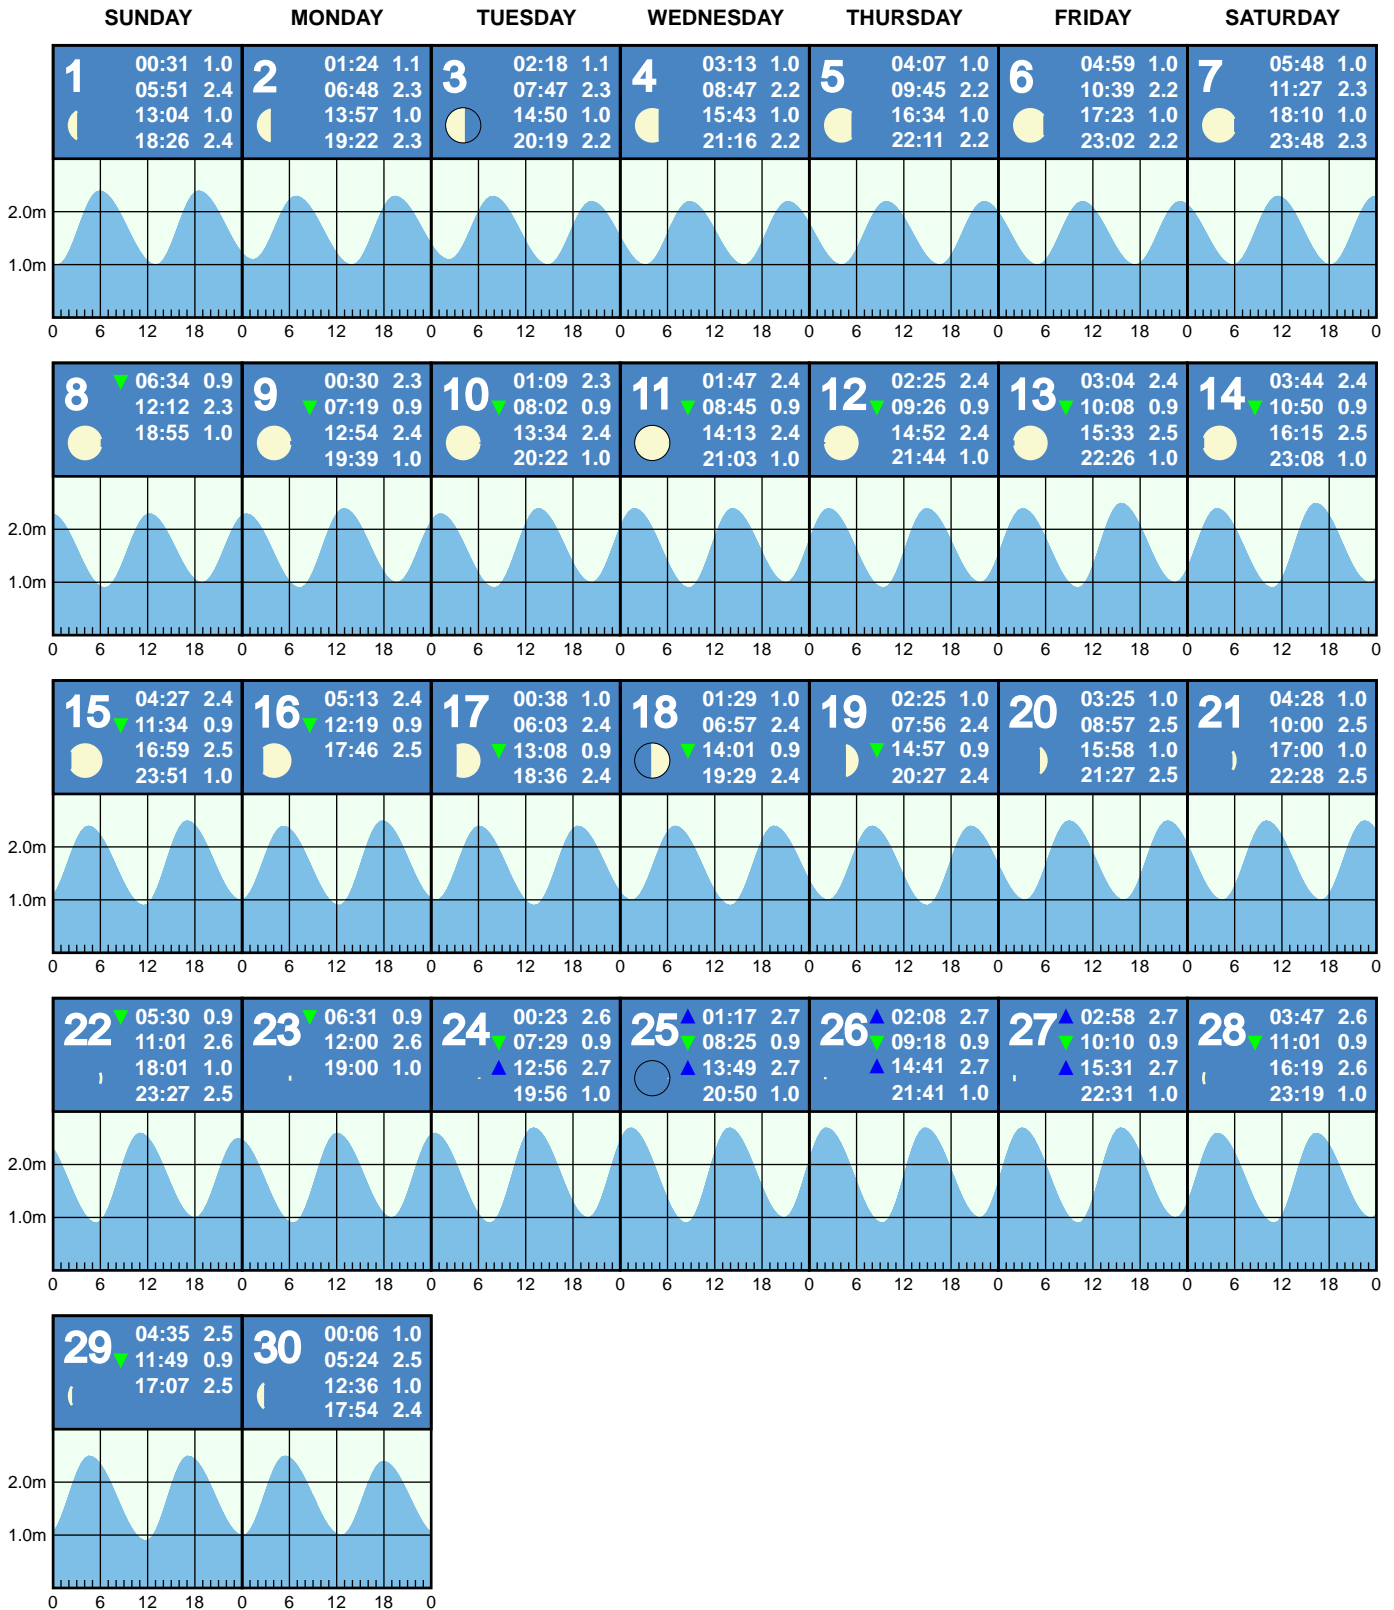 SUNDAY MONDAY TUESDAY WEDNESDAY THURSDAY FRIDAY SATURDAY
1 00:31 1.0
05:51 2.4
13:04 1.0
18:26 2.4
2 01:24 1.1
06:48 2.3
13:57 1.0
19:22 2.3
3 02:18 1.1
07:47 2.3
14:50 1.0
20:19 2.2
4 03:13 1.0
08:47 2.2
15:43 1.0
21:16 2.2
5 04:07 1.0
09:45 2.2
16:34 1.0
22:11 2.2
6 04:59 1.0
10:39 2.2
17:23 1.0
23:02 2.2
7 05:48 1.0
11:27 2.3
18:10 1.0
23:48 2.3
2.0m
1.0m
0 6 12 18 0 6 12 18 0 6 12 18 0 6 12 18 0 6 12 18 0 6 12 18 0 6 12 18 0
8 06:34 0.9
12:12 2.3
18:55 1.0
9 00:30 2.3
07:19 0.9
12:54 2.4
19:39 1.0
10 01:09 2.3
08:02 0.9
13:34 2.4
20:22 1.0
11 01:47 2.4
08:45 0.9
14:13 2.4
21:03 1.0
12 02:25 2.4
09:26 0.9
14:52 2.4
21:44 1.0
13 03:04 2.4
10:08 0.9
15:33 2.5
22:26 1.0
14 03:44 2.4
10:50 0.9
16:15 2.5
23:08 1.0
2.0m
1.0m
0 6 12 18 0 6 12 18 0 6 12 18 0 6 12 18 0 6 12 18 0 6 12 18 0 6 12 18 0
15 04:27 2.4
11:34 0.9
16:59 2.5
23:51 1.0
16 05:13 2.4
12:19 0.9
17:46 2.5
17 00:38 1.0
06:03 2.4
13:08 0.9
18:36 2.4
18 01:29 1.0
06:57 2.4
14:01 0.9
19:29 2.4
19 02:25 1.0
07:56 2.4
14:57 0.9
20:27 2.4
20 03:25 1.0
08:57 2.5
15:58 1.0
21:27 2.5
21 04:28 1.0
10:00 2.5
17:00 1.0
22:28 2.5
2.0m
1.0m
0 6 12 18 0 6 12 18 0 6 12 18 0 6 12 18 0 6 12 18 0 6 12 18 0 6 12 18 0
22 05:30 0.9
11:01 2.6
18:01 1.0
23:27 2.5
23 06:31 0.9
12:00 2.6
19:00 1.0
24 00:23 2.6
07:29 0.9
12:56 2.7
19:56 1.0
25 01:17 2.7
08:25 0.9
13:49 2.7
20:50 1.0
26 02:08 2.7
09:18 0.9
14:41 2.7
21:41 1.0
27 02:58 2.7
10:10 0.9
15:31 2.7
22:31 1.0
28 03:47 2.6
11:01 0.9
16:19 2.6
23:19 1.0
2.0m
1.0m
0 6 12 18 0 6 12 18 0 6 12 18 0 6 12 18 0 6 12 18 0 6 12 18 0 6 12 18 0
29 04:35 2.5
11:49 0.9
17:07 2.5
30 00:06 1.0
05:24 2.5
12:36 1.0
17:54 2.4
2.0m
1.0m
0 6 12 18 0 6 12 18 0